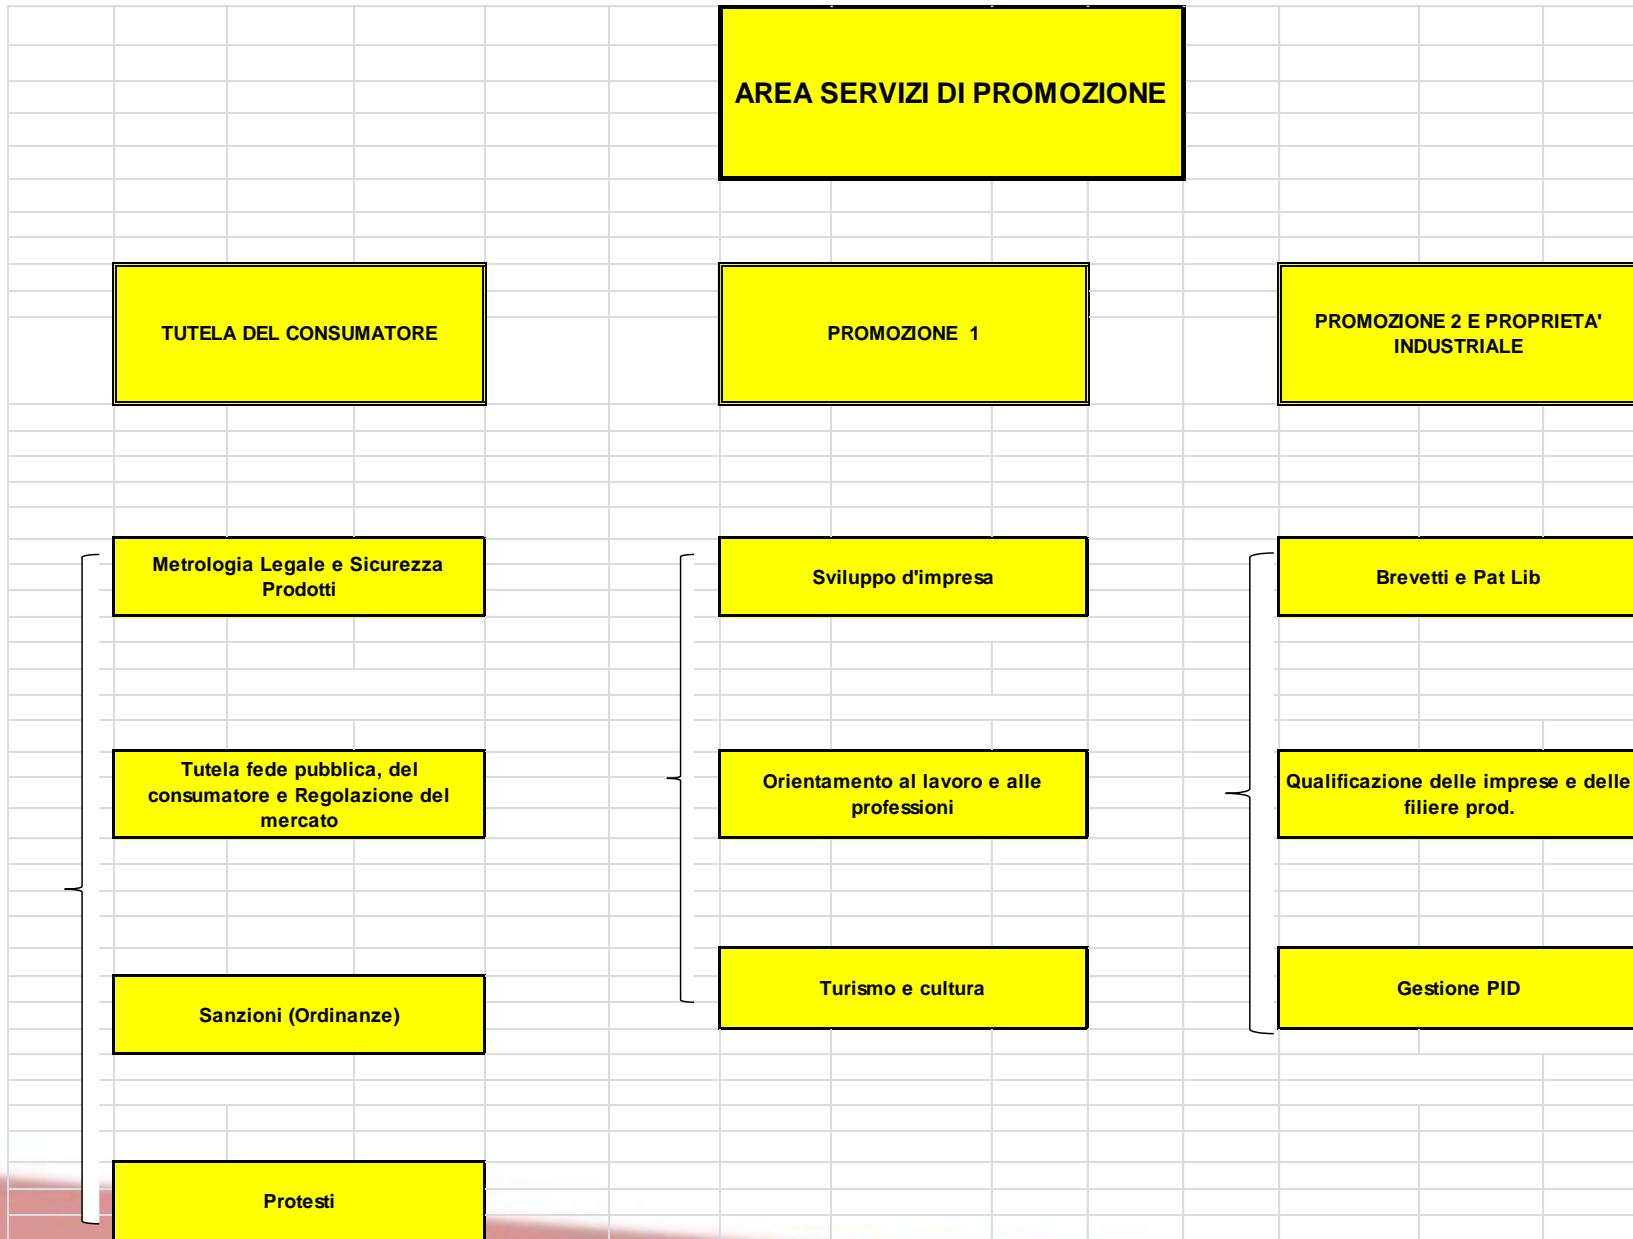 AREA SERVIZI DI PROMOZIONE
TUTELA DEL CONSUMATORE
PROMOZIONE 1
PROMOZIONE 2 E PROPRIETA'
INDUSTRIALE
Metrologia Legale e Sicurezza
Prodotti
Sviluppo d'impresa
Brevetti e Pat Lib
Tutela fede pubblica, del
consumatore e Regolazione del
mercato
Orientamento al lavoro e alle
professioni
Qualificazione delle imprese e delle
filiere prod.
Sanzioni (Ordinanze)
Turismo e cultura
Gestione PID
Protesti